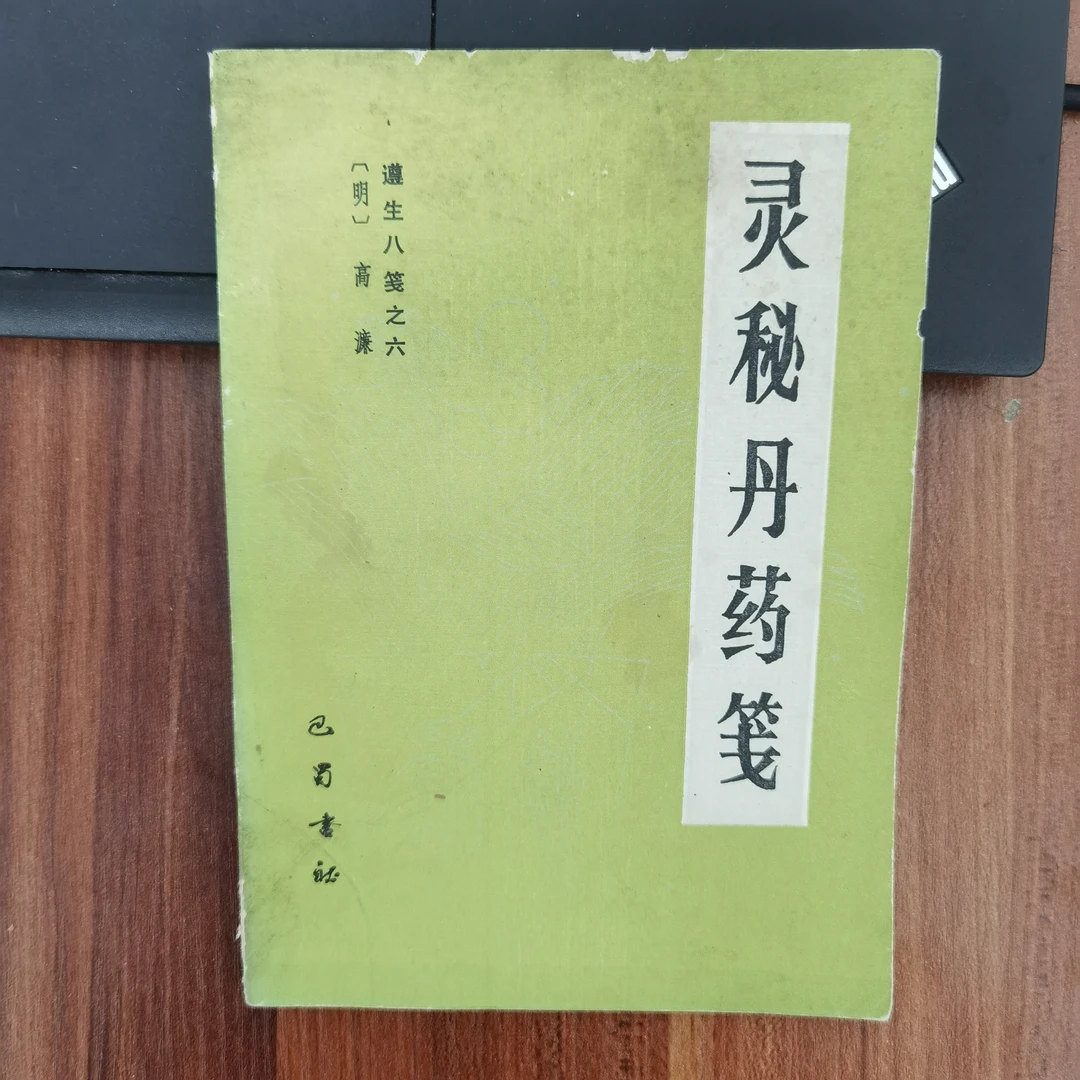 灵秘丹药笺
遵生八笺之六
〔明〕高濂
巴蜀书社